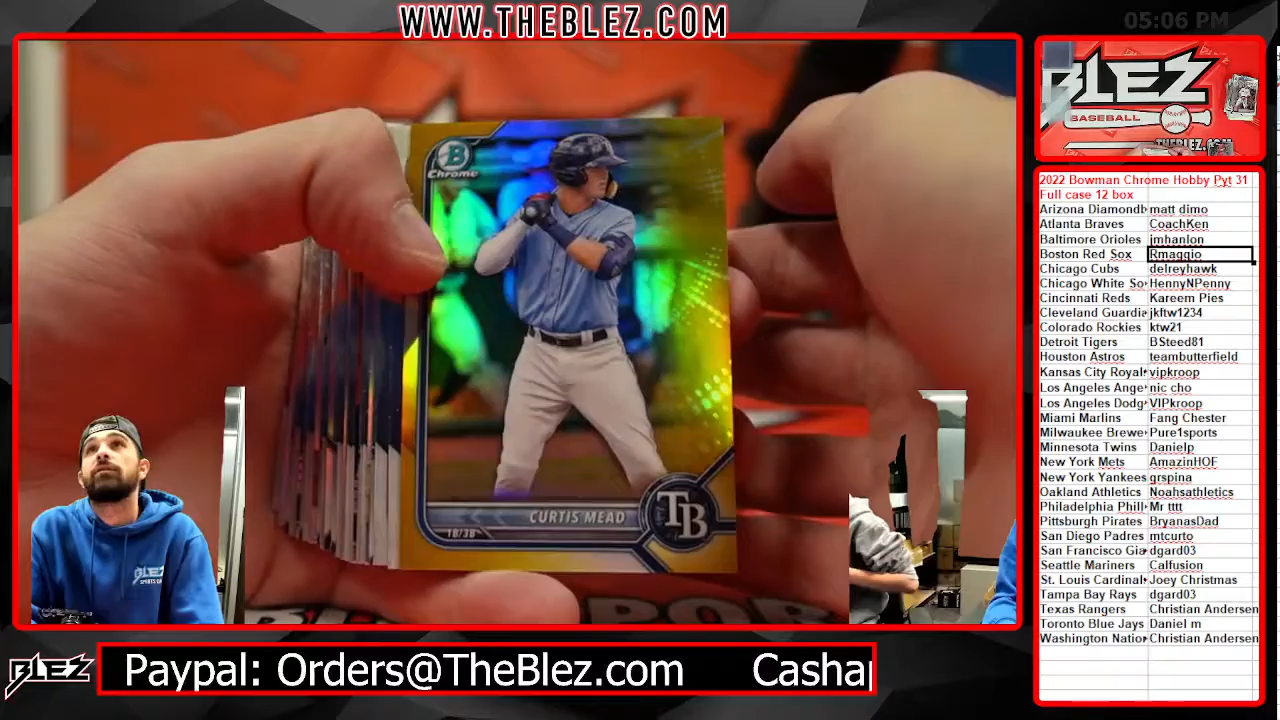 WWW.THEBLEZ.COM
05:06 PM
BLEZ
BASEBALL
THEBLEZ.COM
B
Chrome
CURTIS MEAD
TB
BLEZ
SPORTS CA
2022 Bowman Chrome Hobby Pyt 31
Full case 12 box
Arizona Diamondb matt dimo
Atlanta Braves CoachKen
Baltimore Orioles jmhanlon
Boston Red Sox Rmaggio
Chicago Cubs delreyhawk
Chicago White So HennyNPenny
Cincinnati Reds Kareem Pies
Cleveland Guardia jkftw1234
Colorado Rockies ktw21
Detroit Tigers BSteed81
Houston Astros teambutterfield
Kansas City Royal vipkroop
Los Angeles Ange nic cho
Los Angeles Dodg VIPkroop
Miami Marlins Fang Chester
Milwaukee Brewe Pure1sports
Minnesota Twins Danielp
New York Mets AmazinHOF
New York Yankees grspina
Oakland Athletics Noahsathletics
Philadelphia Phill Mr tttt
Pittsburgh Pirates BryanasDad
San Diego Padres mtcurto
San Francisco Gia dgard03
Seattle Mariners Calfusion
St. Louis Cardinal Joey Christmas
Tampa Bay Rays dgard03
Texas Rangers Christian Andersen
Toronto Blue Jays Daniel m
Washington Natio Christian Andersen
BLEZ Paypal: Orders@TheBlez.com Casha